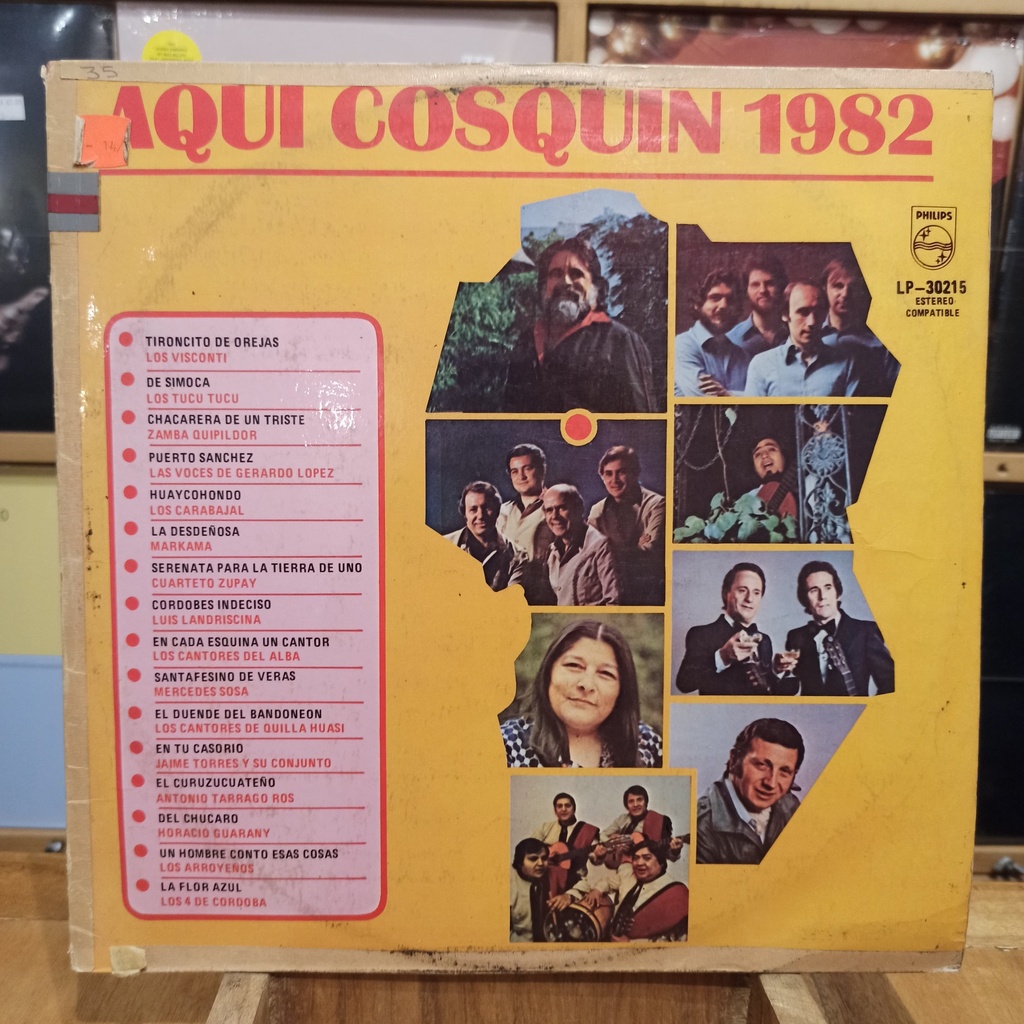 35
AQUI COSQUIN 1982
PHILIPS
LP-30215
ESTEREO
COMPATIBLE
TIRONCITO DE OREJAS
LOS VISCONTI
DE SIMOCA
LOS TUCU TUCU
CHACARERA DE UN TRISTE
ZAMBA QUIPILDOR
PUERTO SANCHEZ
LAS VOCES DE GERARDO LOPEZ
HUAYCOHONDO
LOS CARABAJAL
LA DESDEÑOSA
MARKAMA
SERENATA PARA LA TIERRA DE UNO
CUARTETO ZUPAY
CORDOBES INDECISO
LUIS LANDRISCINA
EN CADA ESQUINA UN CANTOR
LOS CANTORES DEL ALBA
SANTAFESINO DE VERAS
MERCEDES SOSA
EL DUENDE DEL BANDONEON
LOS CANTORES DE QUILLA HUASI
EN TU CASORIO
JAIME TORRES Y SU CONJUNTO
EL CURUZUCUATEÑO
ANTONIO TARRAGO ROS
DEL CHUCARO
HORACIO GUARANY
UN HOMBRE CONTO ESAS COSAS
LOS ARROYEÑOS
LA FLOR AZUL
LOS 4 DE CORDOBA